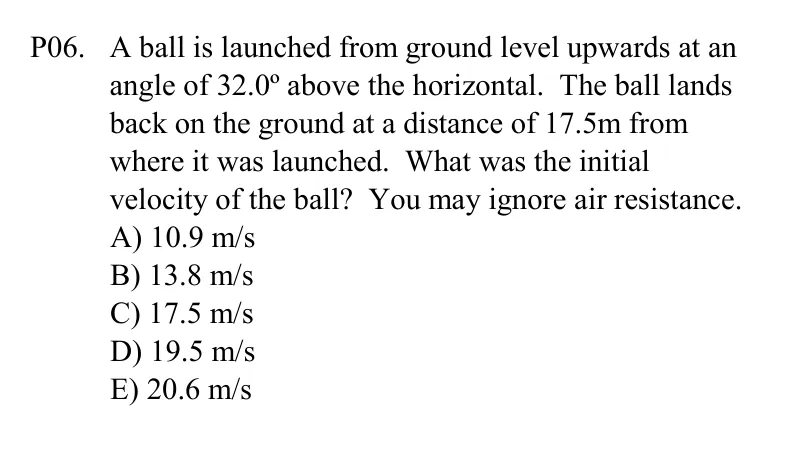 P06. A ball is launched from ground level upwards at an
angle of 32.0º above the horizontal. The ball lands
back on the ground at a distance of 17.5m from
where it was launched. What was the initial
velocity of the ball? You may ignore air resistance.
A) 10.9 m/s
B) 13.8 m/s
C) 17.5 m/s
D) 19.5 m/s
E) 20.6 m/s